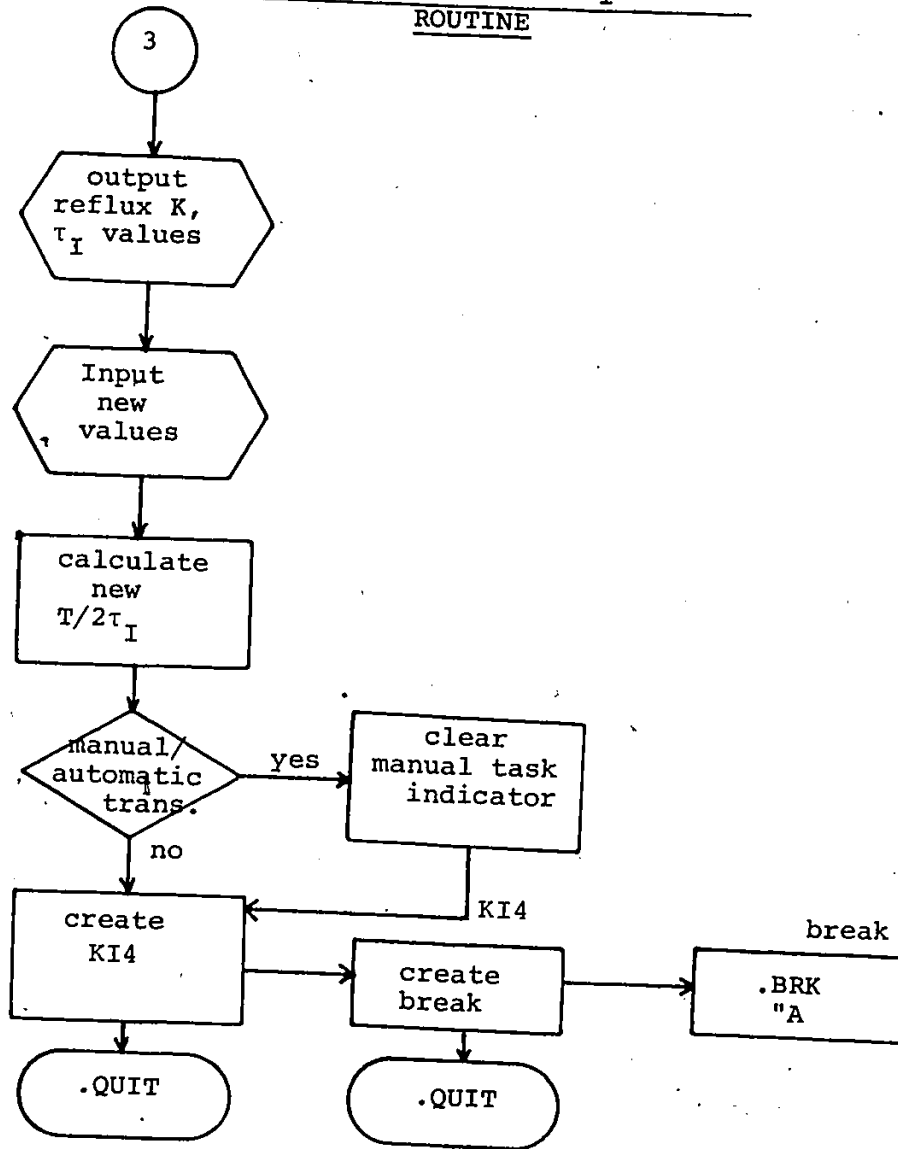 ROUTINE
3
output
reflux K,
τI values
Input
new
values
calculate
new
T/2τI
manual/
automatic
trans.
yes
clear
manual task
indicator
no
KI4
create
KI4
create
break
break
.BRK
"A
.QUIT
.QUIT